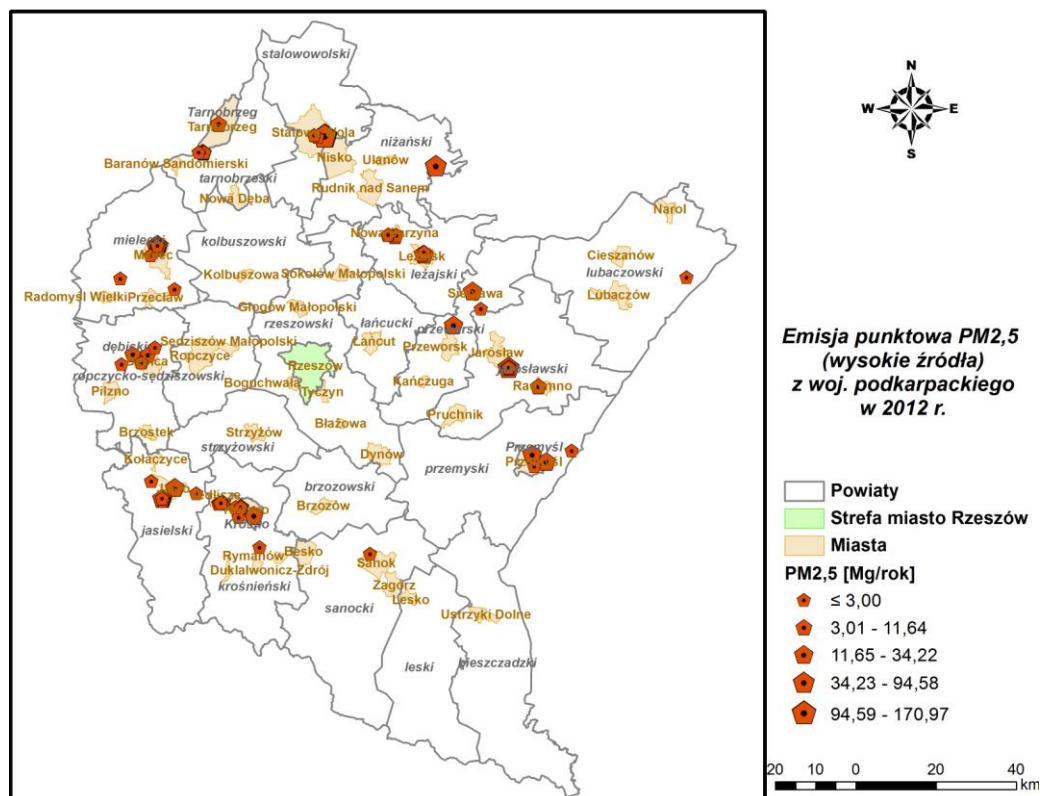 stalowowolski
Tarnobrzeg
Tarnobrzeg
Stalowa Wola
niżański
Baranów Sandomierski
tarnobrzeski
Nisko
Ulanów
Rudnik nad Sanem
Nowa Dęba
Narol
mielecki
kolbuszowski
Nowa Sarzyna
Leżajsk
leżajski
Cieszanów
lubaczowski
Lubaczów
Kolbuszowa
Sokołów Małopolski
Radomyśl Wielki
Przecław
Głogów Małopolski
Sieniawa
rzeszowski
łańcucki
przeworski
dębicki
Sędziszów Małopolski
Ropczyce
Łańcut
Przeworsk
Jarosław
jarosławski
ropczycko-sędziszowski
Rzeszów
Boguchwała
Tyczyn
Kańczuga
Radymno
Pilzno
Brzostek
Strzyżów
strzyżowski
Błażowa
Pruchnik
Kołaczyce
Dynów
przemyski
Przemyśl
Przemyśl
Jasło
Jedlicze
brzozowski
Brzozów
jasielski
Krosno
Krosno
Rymanów
Besko
Sanok
krośnieński
sanocki
Zagórz
Lesko
Ustrzyki Dolne
leski
bieszczadzki
N
W
E
S
Emisja punktowa PM2,5
(wysokie źródła)
z woj. podkarpackiego
w 2012 r.
Powiaty
Strefa miasto Rzeszów
Miasta
PM2,5 [Mg/rok]
≤ 3,00
3,01 - 11,64
11,65 - 34,22
34,23 - 94,58
94,59 - 170,97
20 10 0 20 40
km